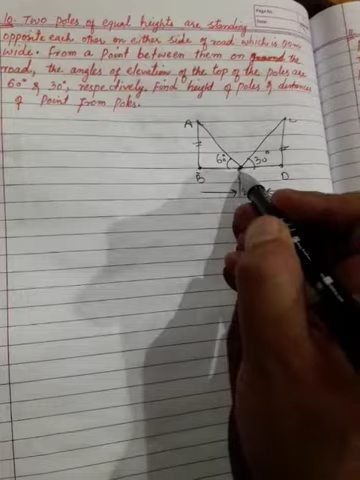 10. Two poles of equal heights are standing
opposite each other on either side of road which is 80m
wide. from a Point between them on the
road, the angles of elevation of the top of the poles are
60° & 30°, respectively. Find height of poles & distances
of Point from Poles.
A
60° 30°
B D